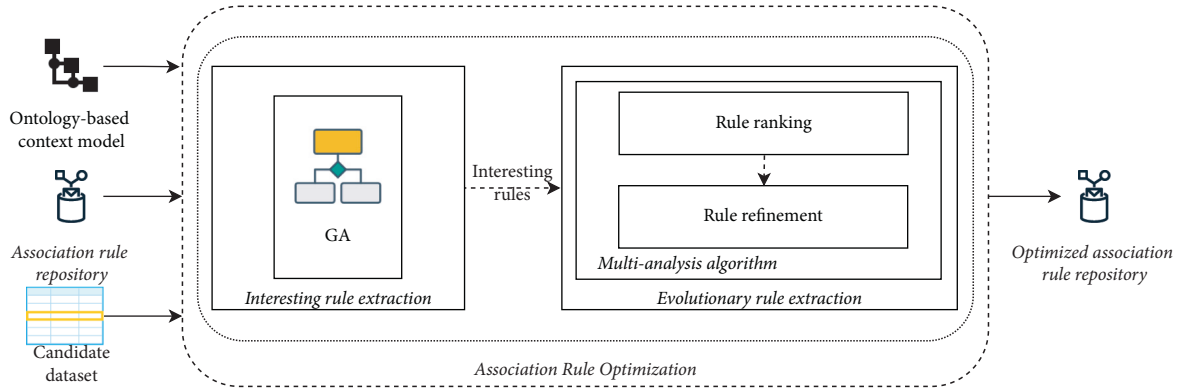 Ontology-based
context model
Association rule
repository
Candidate
dataset
GA
Interesting rule extraction
Interesting
rules
Rule ranking
Rule refinement
Multi-analysis algorithm
Evolutionary rule extraction
Association Rule Optimization
Optimized association
rule repository